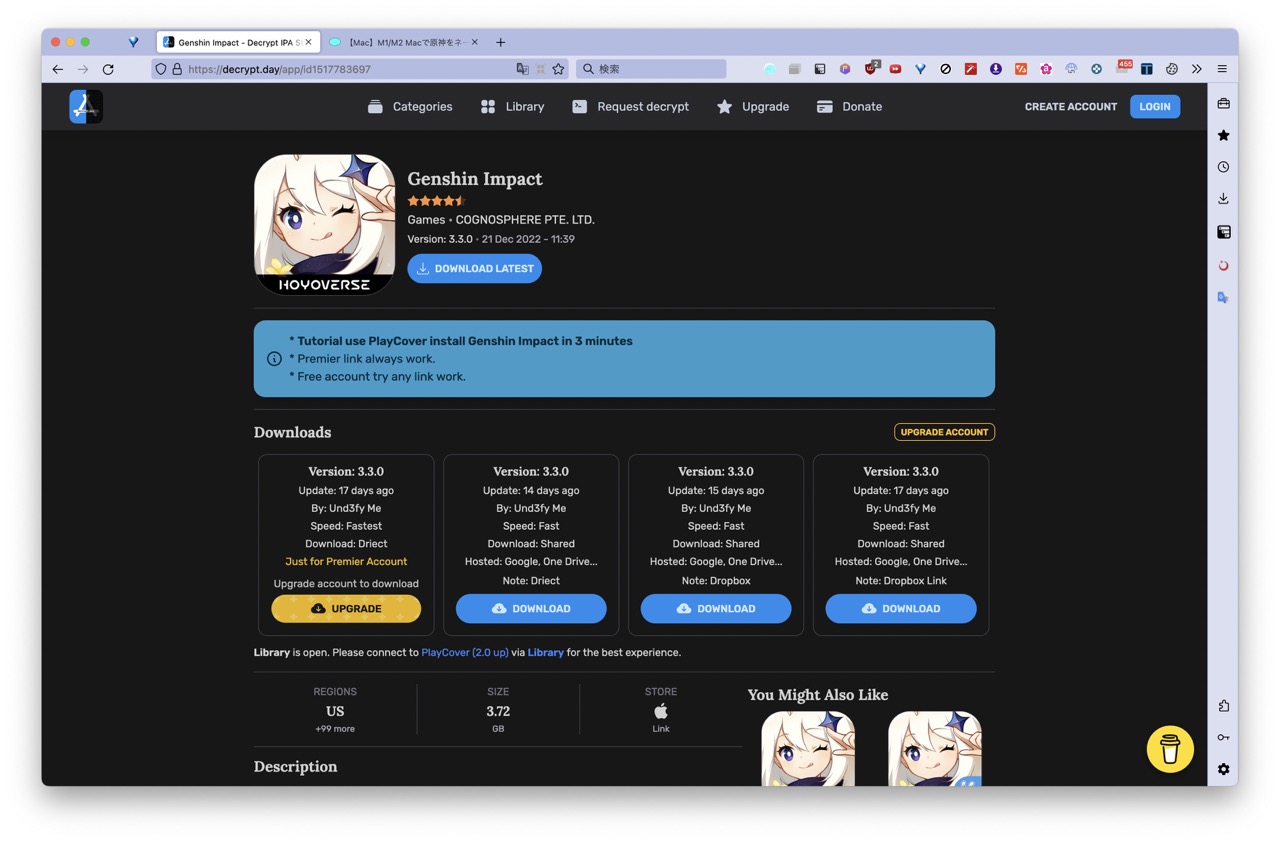 Genshin Impact - Decrypt IPA S
【Mac】M1/M2 Macで原神をネー
https://decrypt.day/app/id1517783697
検索
2
455
Categories
Library
Request decrypt
Upgrade
Donate
CREATE ACCOUNT
LOGIN
HOYOVERSE
Genshin Impact
Games • COGNOSPHERE PTE. LTD.
Version: 3.3.0 • 21 Dec 2022 - 11:39
DOWNLOAD LATEST
* Tutorial use PlayCover install Genshin Impact in 3 minutes
* Premier link always work.
* Free account try any link work.
Downloads
UPGRADE ACCOUNT
Version: 3.3.0
Update: 17 days ago
By: Und3fy Me
Speed: Fastest
Download: Driect
Just for Premier Account
Upgrade account to download
UPGRADE
Version: 3.3.0
Update: 14 days ago
By: Und3fy Me
Speed: Fast
Download: Shared
Hosted: Google, One Drive...
Note: Driect
DOWNLOAD
Version: 3.3.0
Update: 15 days ago
By: Und3fy Me
Speed: Fast
Download: Shared
Hosted: Google, One Drive...
Note: Dropbox
DOWNLOAD
Version: 3.3.0
Update: 17 days ago
By: Und3fy Me
Speed: Fast
Download: Shared
Hosted: Google, One Drive...
Note: Dropbox Link
DOWNLOAD
Library is open. Please connect to PlayCover (2.0 up) via Library for the best experience.
REGIONS
US
+99 more
SIZE
3.72
GB
STORE
Link
You Might Also Like
Description